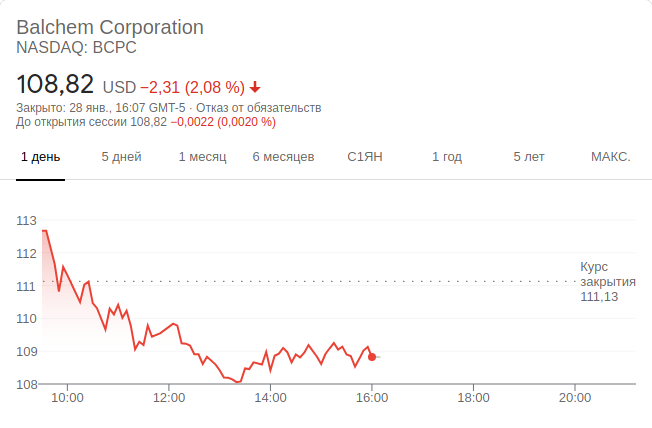 Balchem Corporation
NASDAQ: BCPC
108,82 USD −2,31 (2,08 %)
Закрыто: 28 янв., 16:07 GMT-5 · Отказ от обязательств
До открытия сессии 108,82 −0,0022 (0,0020 %)
1 день 5 дней 1 месяц 6 месяцев С1ЯН 1 год 5 лет МАКС.
113
112
Курс
закрытия
111,13
111
110
109
108
10:00 12:00 14:00 16:00 18:00 20:00